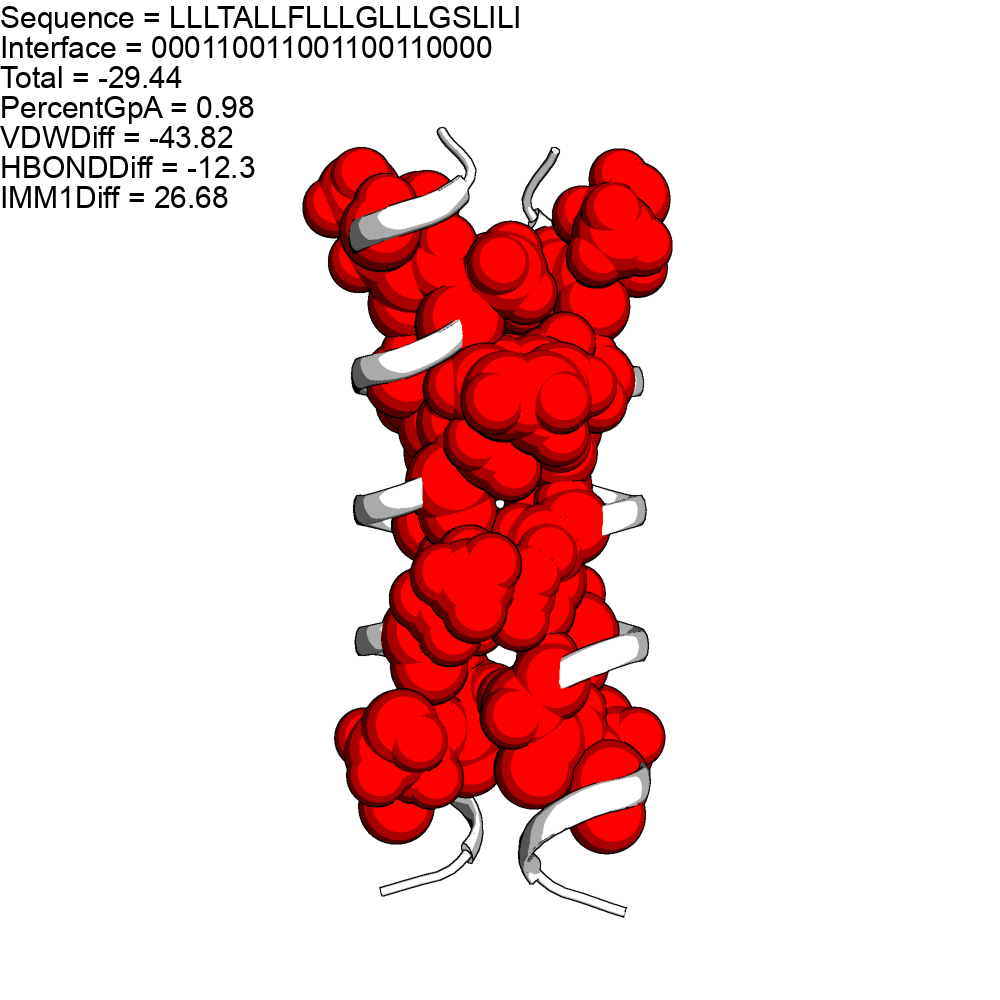 Sequence = LLLTALLFLLLGLLLGSLILI
Interface = 000110011001100110000
Total = -29.44
PercentGpA = 0.98
VDWDiff = -43.82
HBONDDiff = -12.3
IMM1Diff = 26.68